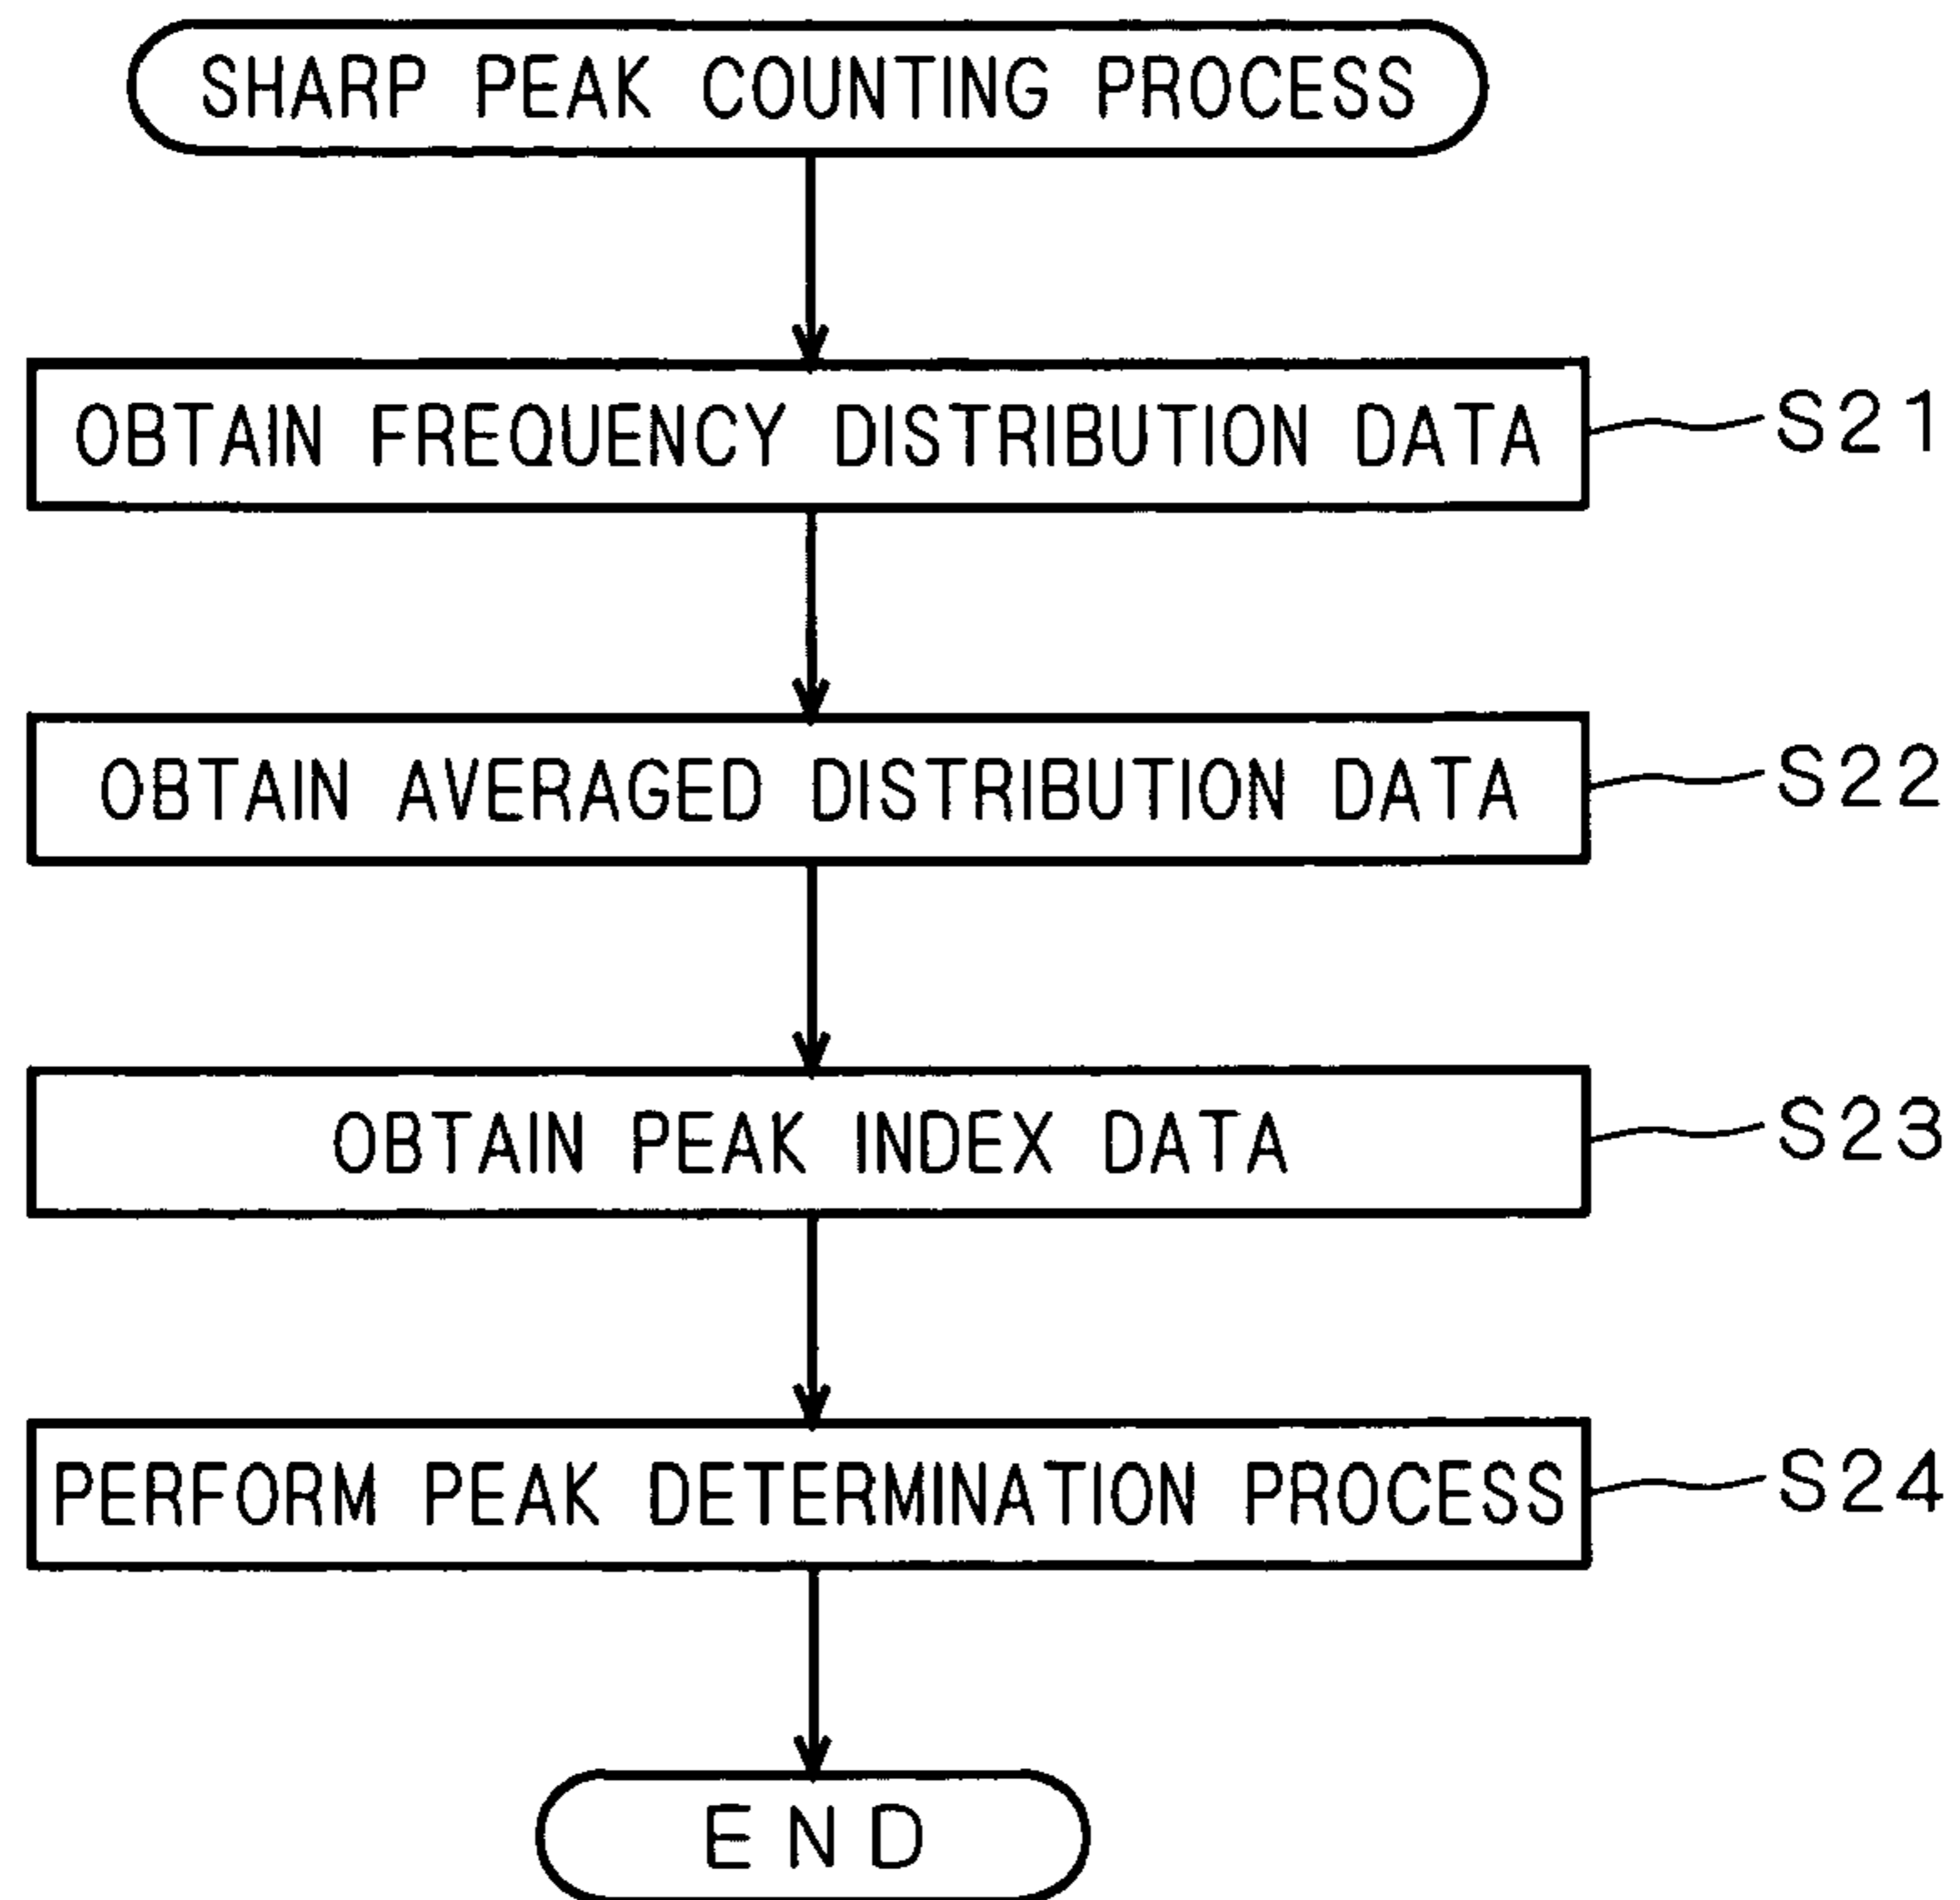 SHARP PEAK COUNTING PROCESS
OBTAIN FREQUENCY DISTRIBUTION DATA
S21
OBTAIN AVERAGED DISTRIBUTION DATA
S22
OBTAIN PEAK INDEX DATA
S23
PERFORM PEAK DETERMINATION PROCESS
S24
END